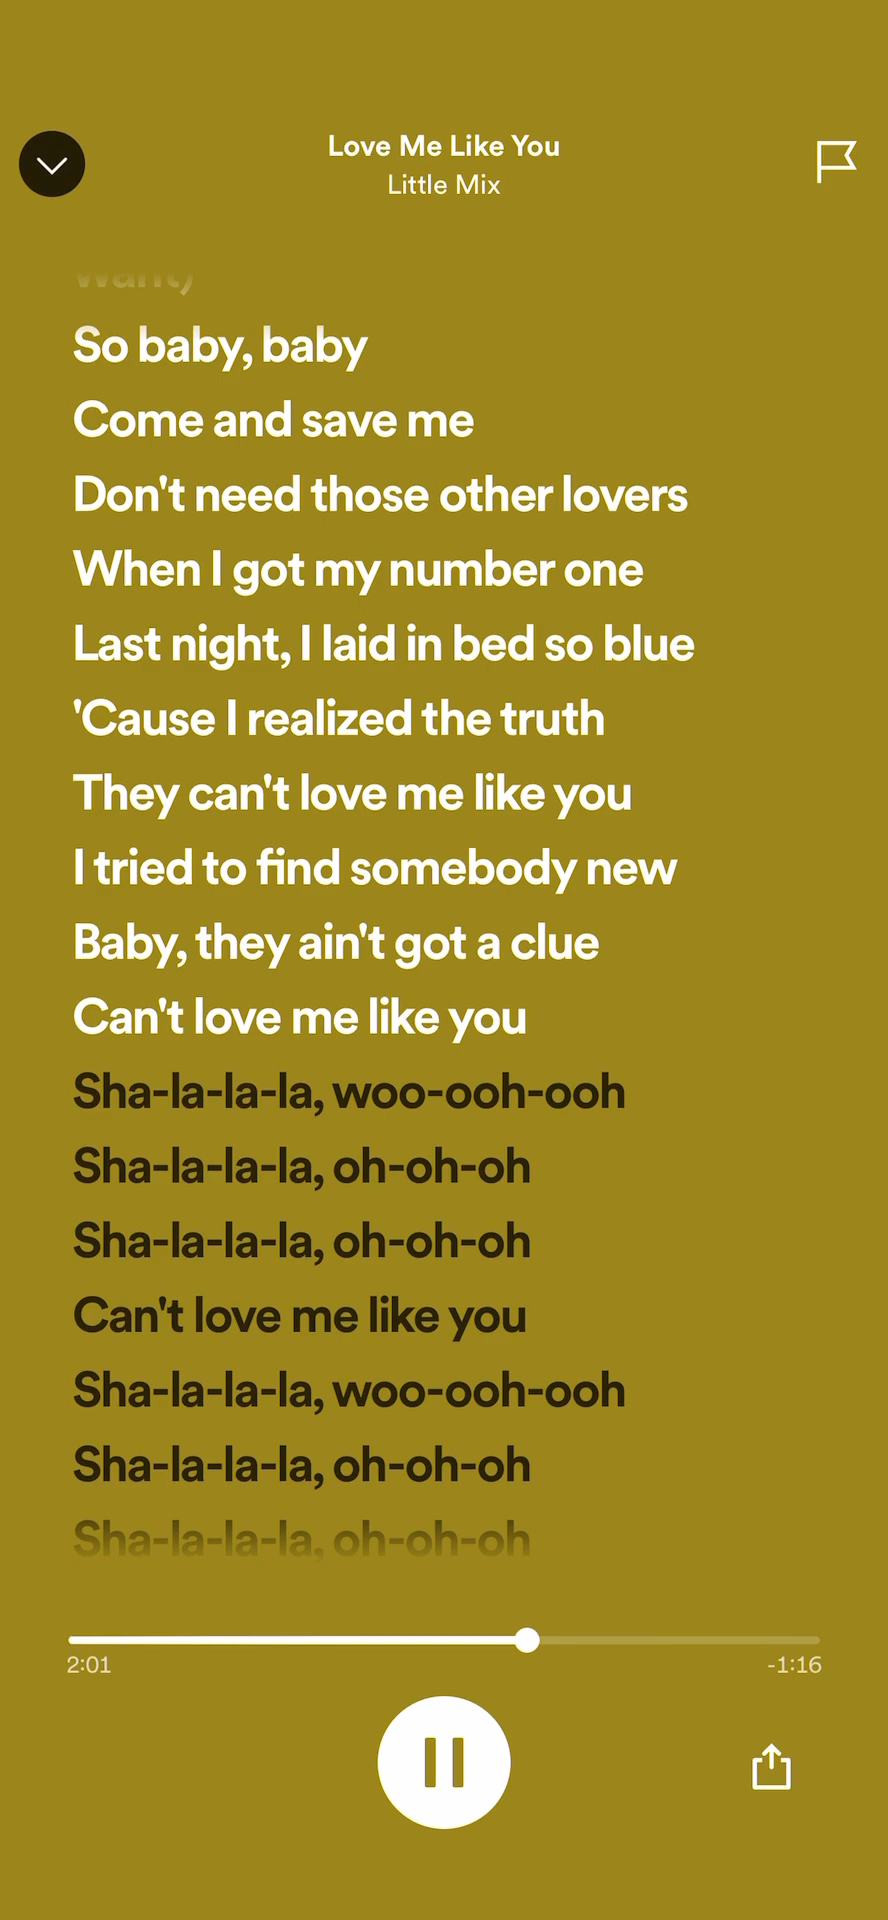 Love Me Like You
Little Mix
want)
So baby, baby
Come and save me
Don't need those other lovers
When I got my number one
Last night, I laid in bed so blue
'Cause I realized the truth
They can't love me like you
I tried to find somebody new
Baby, they ain't got a clue
Can't love me like you
Sha-la-la-la, woo-ooh-ooh
Sha-la-la-la, oh-oh-oh
Sha-la-la-la, oh-oh-oh
Can't love me like you
Sha-la-la-la, woo-ooh-ooh
Sha-la-la-la, oh-oh-oh
Sha-la-la-la, oh-oh-oh
2:01
-1:16